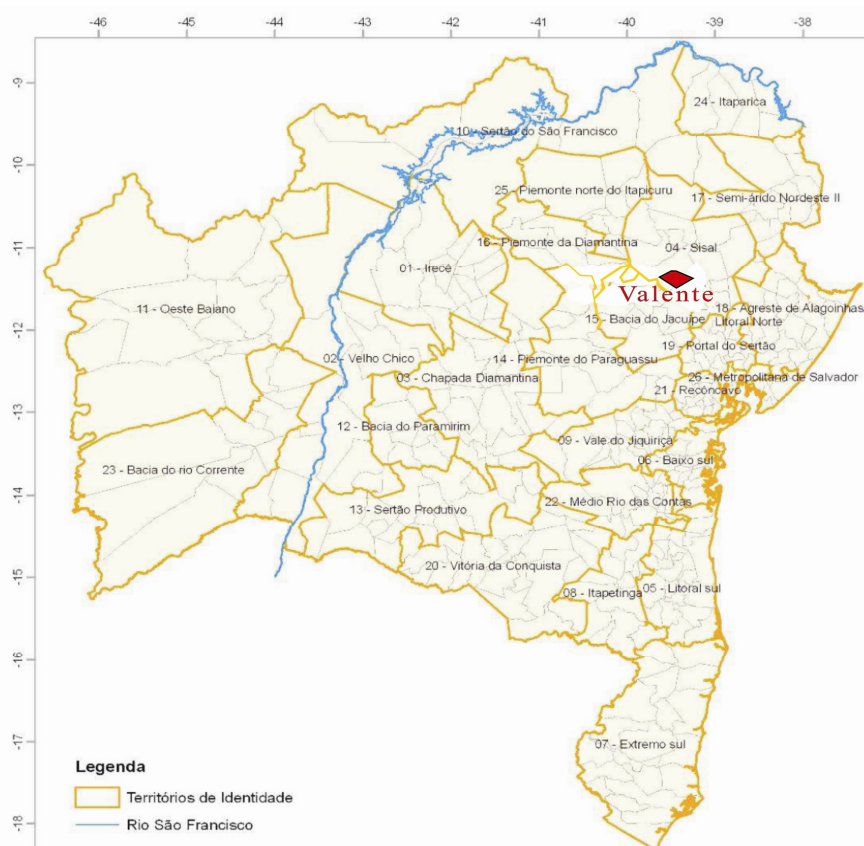 -46 -45 -44 -43 -42 -41 -40 -39 -38
-9
-10
-11
-12
-13
-14
-15
-16
-17
-18
24 - Itaparica
10 - Sertão do São Francisco
25 - Piemonte norte do Itapicuru
17 - Semi-árido Nordeste II
16 - Piemonte da Diamantina
04 - Sisal
01 - Irecê
Valente
11 - Oeste Baiano
15 - Bacia do Jacuípe
18 - Agreste de Alagoinhas
Litoral Norte
19 - Portal do Sertão
02 - Velho Chico
14 - Piemonte do Paraguassu
03 - Chapada Diamantina
26 - Metropolitana de Salvador
21 - Recôncavo
12 - Bacia do Paramirim
09 - Vale do Jiquiriçá
06 - Baixo sul
23 - Bacia do rio Corrente
22 - Médio Rio das Contas
13 - Sertão Produtivo
20 - Vitória da Conquista
08 - Itapetinga
05 - Litoral sul
07 - Extremo sul
Legenda
Territórios de Identidade
Rio São Francisco